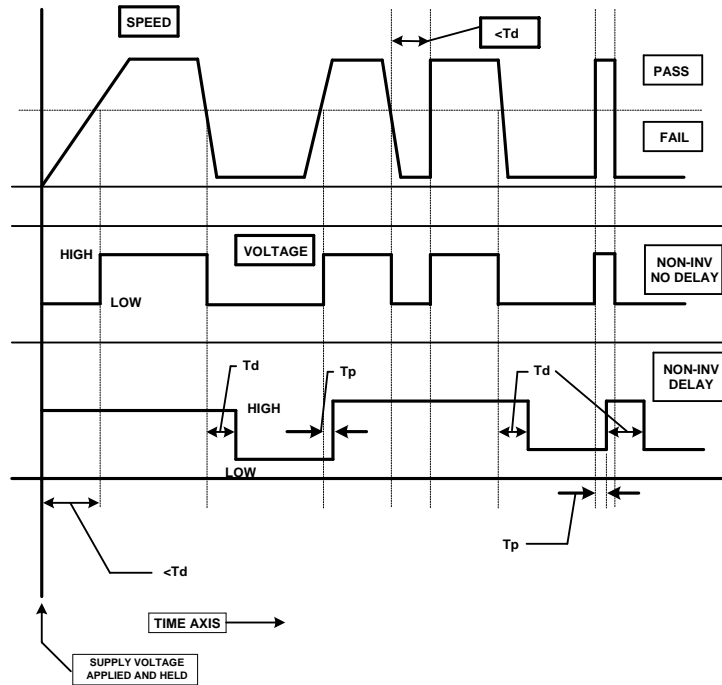 SPEED
<Td
PASS
FAIL
HIGH
VOLTAGE
LOW
NON-INV
NO DELAY
Td
Tp
HIGH
Td
NON-INV
DELAY
LOW
Tp
<Td
TIME AXIS
SUPPLY VOLTAGE
APPLIED AND HELD